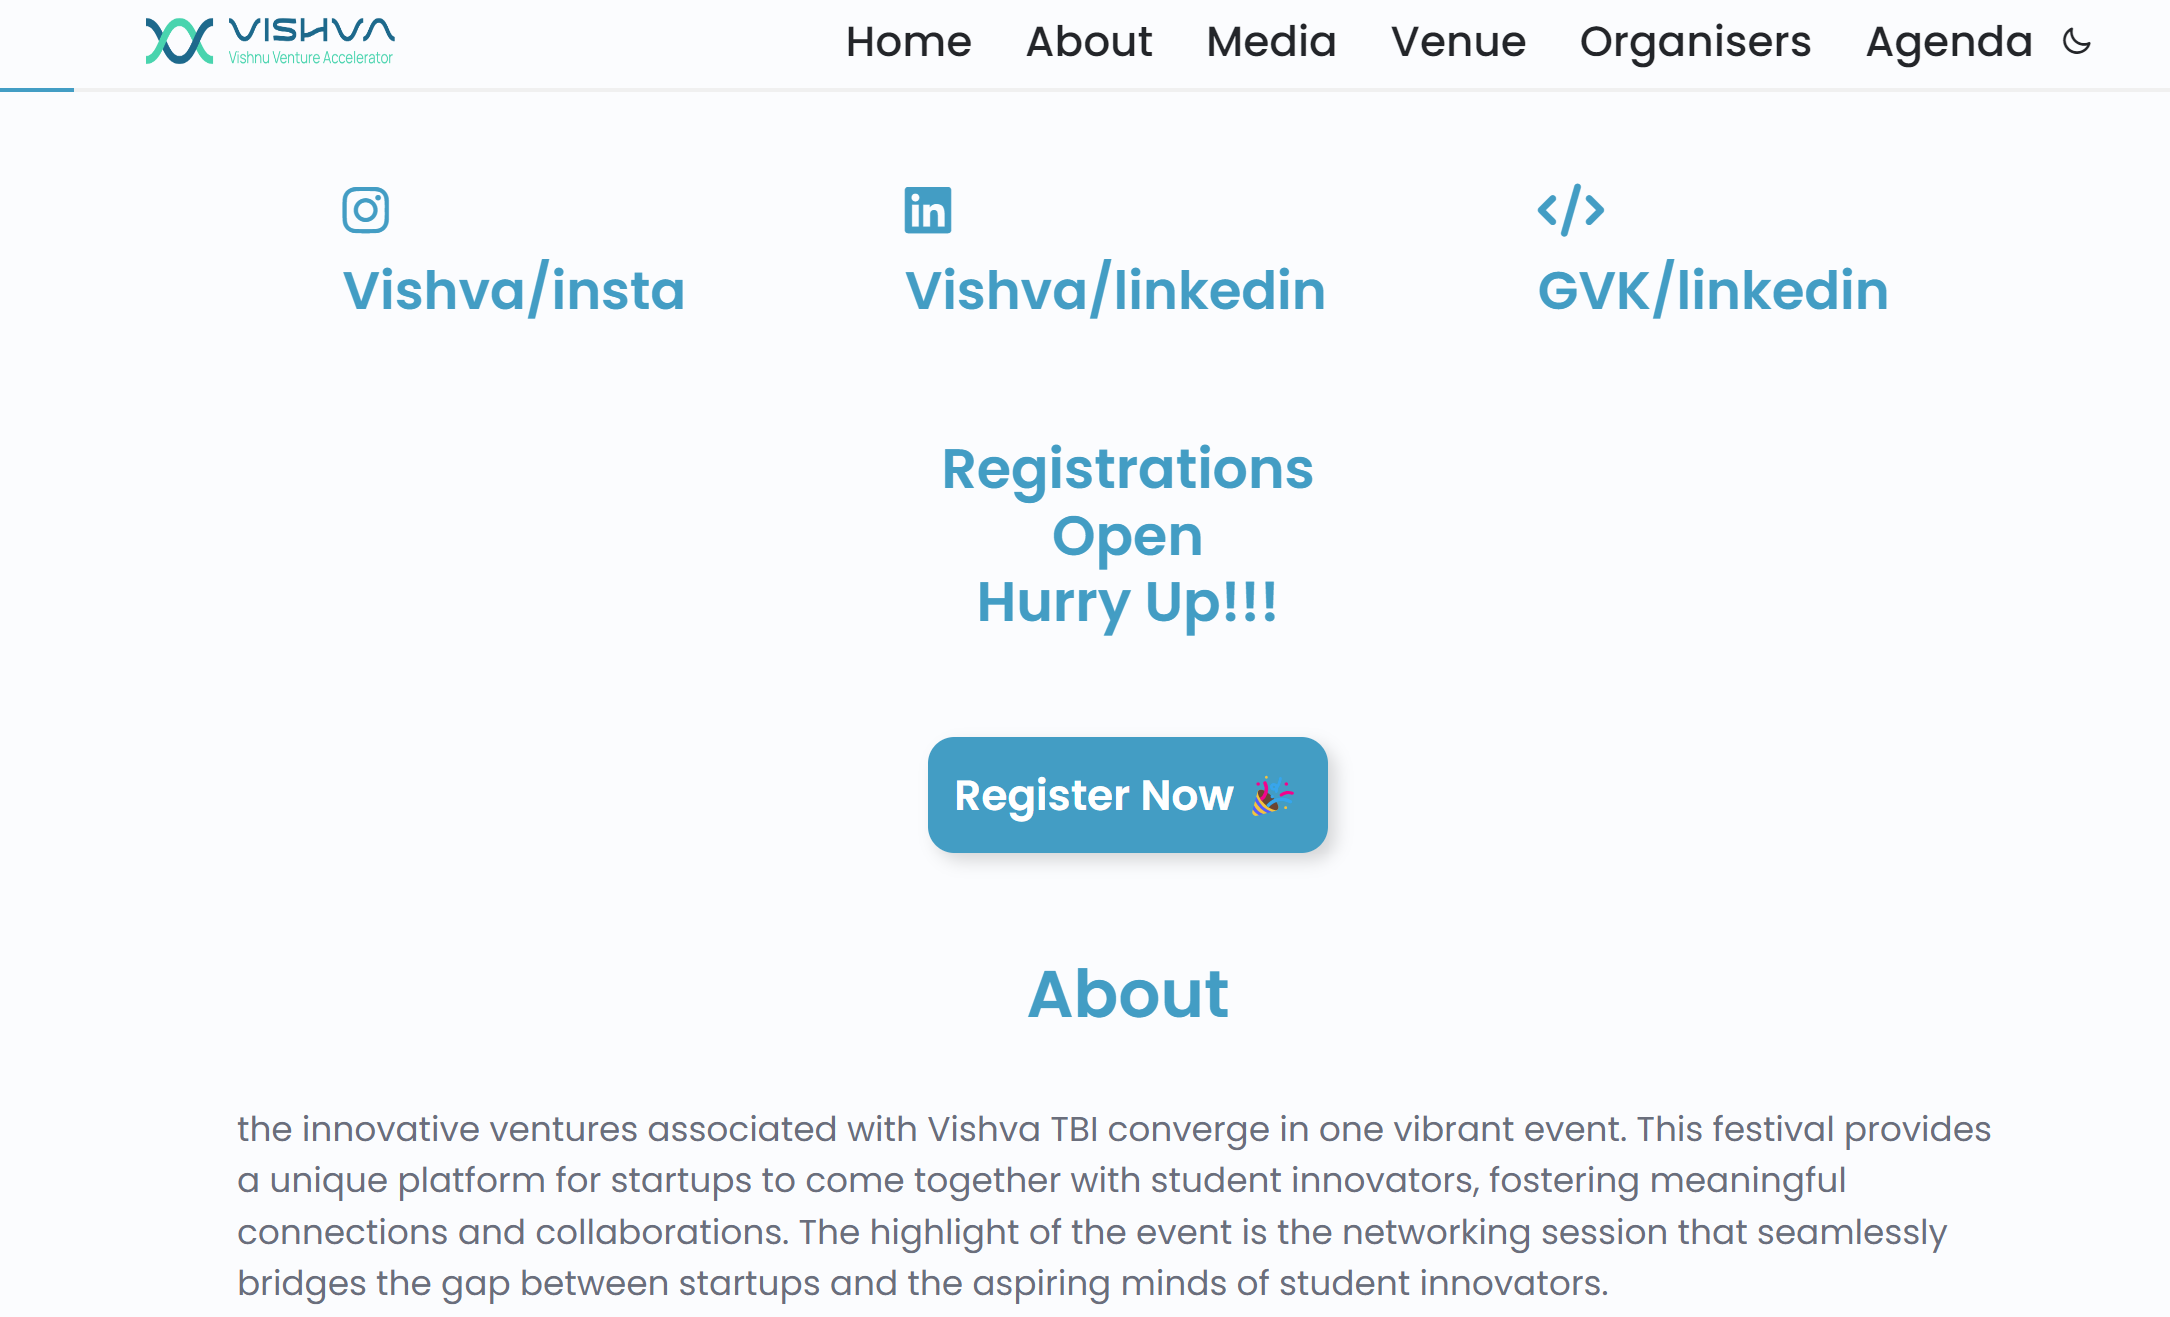 VISHVA
Vishnu Venture Accelerator
Home About Media Venue Organisers Agenda
Vishva/insta
Vishva/linkedin
GVK/linkedin
Registrations
Open
Hurry Up!!!
Register Now 🎉
About
the innovative ventures associated with Vishva TBI converge in one vibrant event. This festival provides
a unique platform for startups to come together with student innovators, fostering meaningful
connections and collaborations. The highlight of the event is the networking session that seamlessly
bridges the gap between startups and the aspiring minds of student innovators.